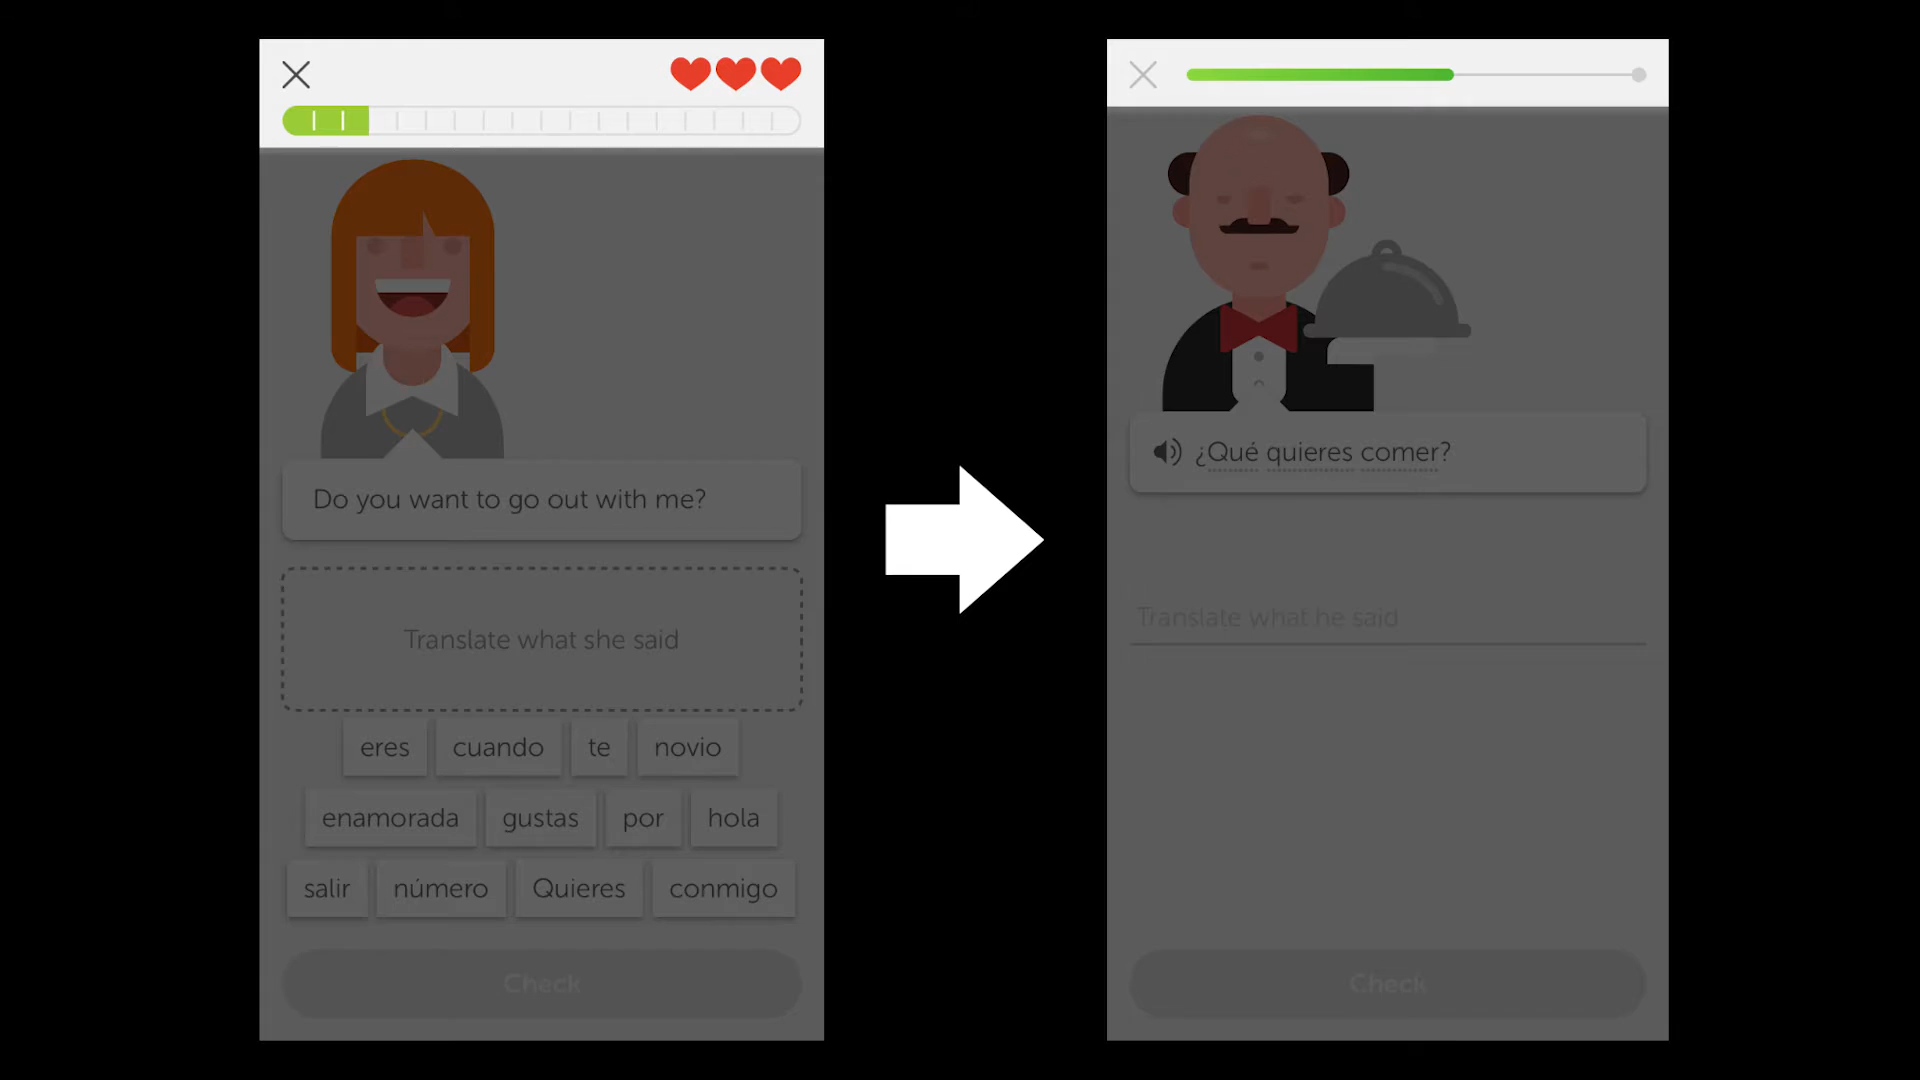 Do you want to go out with me?
Translate what she said
eres cuando te novio
enamorada gustas por hola
salir número Quieres conmigo
Check
¿Qué quieres comer?
Translate what he said
Check